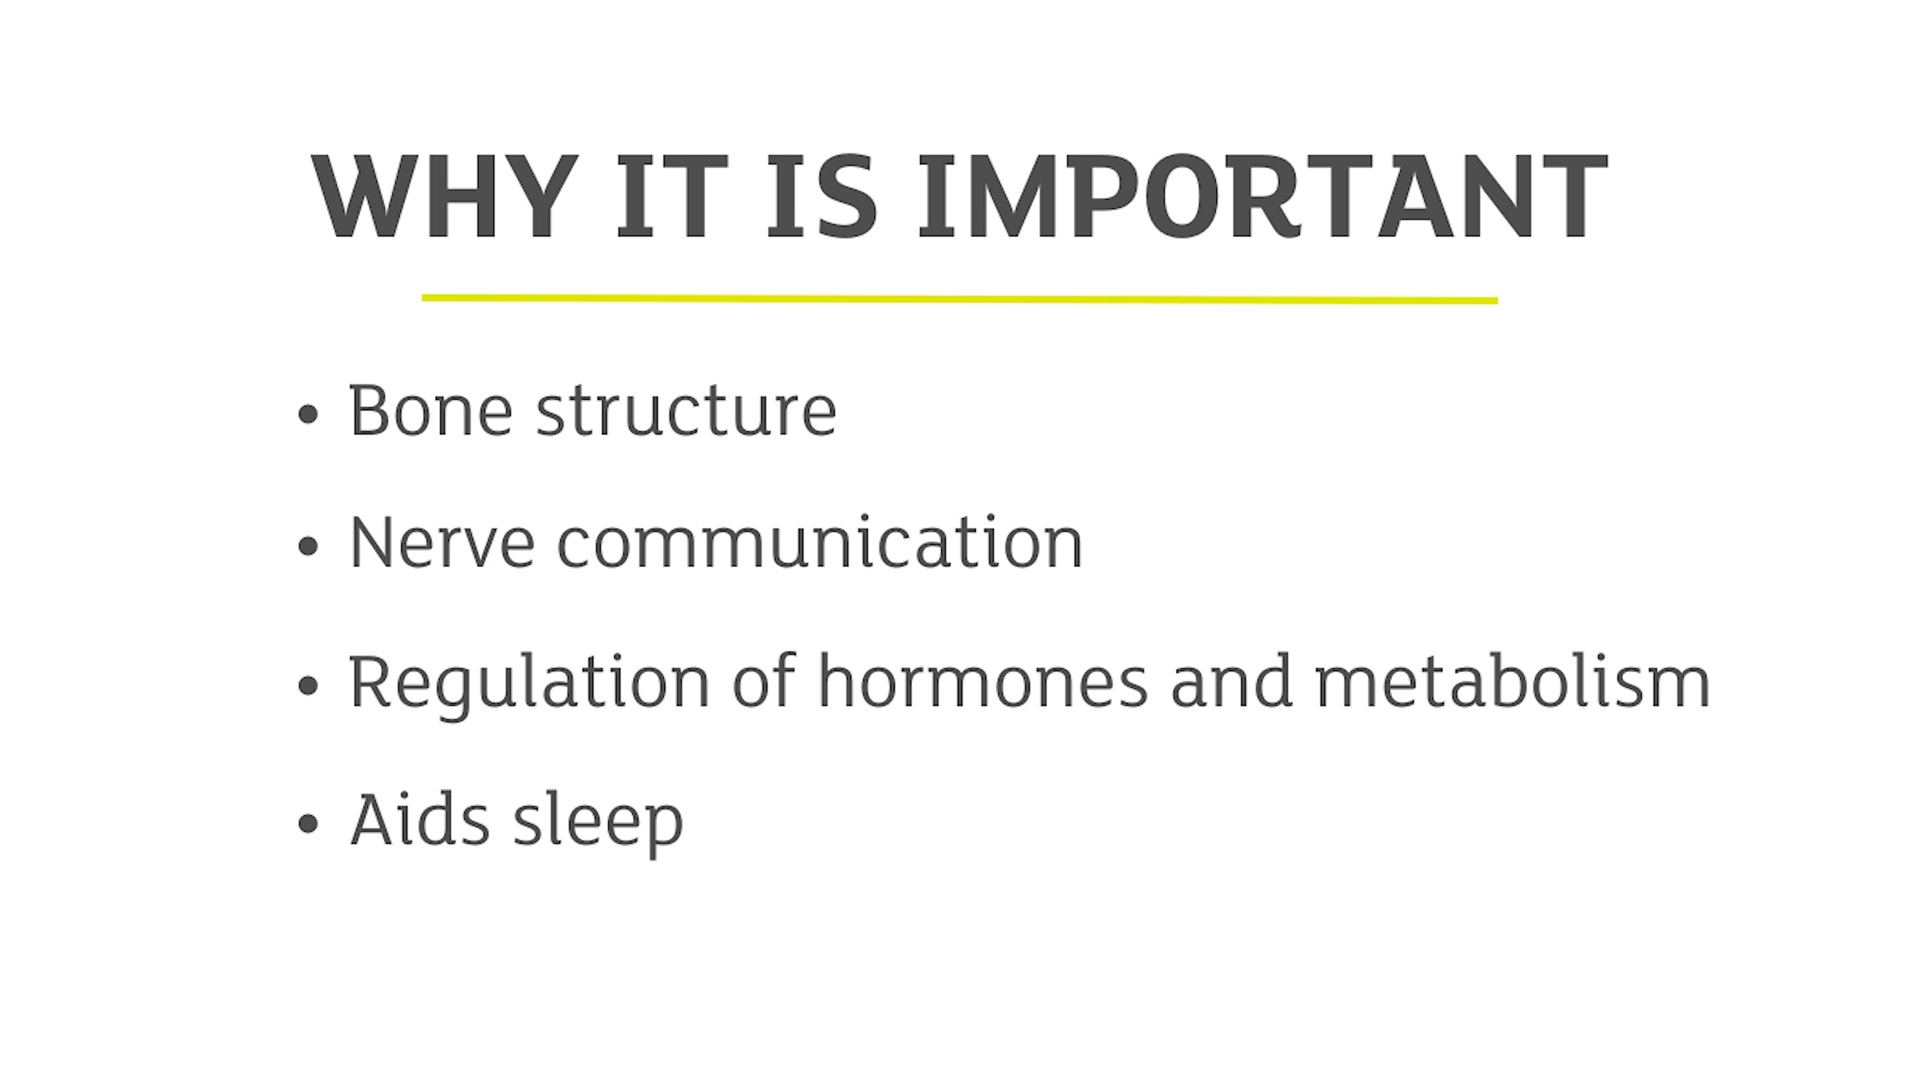 WHY IT IS IMPORTANT
• Bone structure
• Nerve communication
• Regulation of hormones and metabolism
• Aids sleep